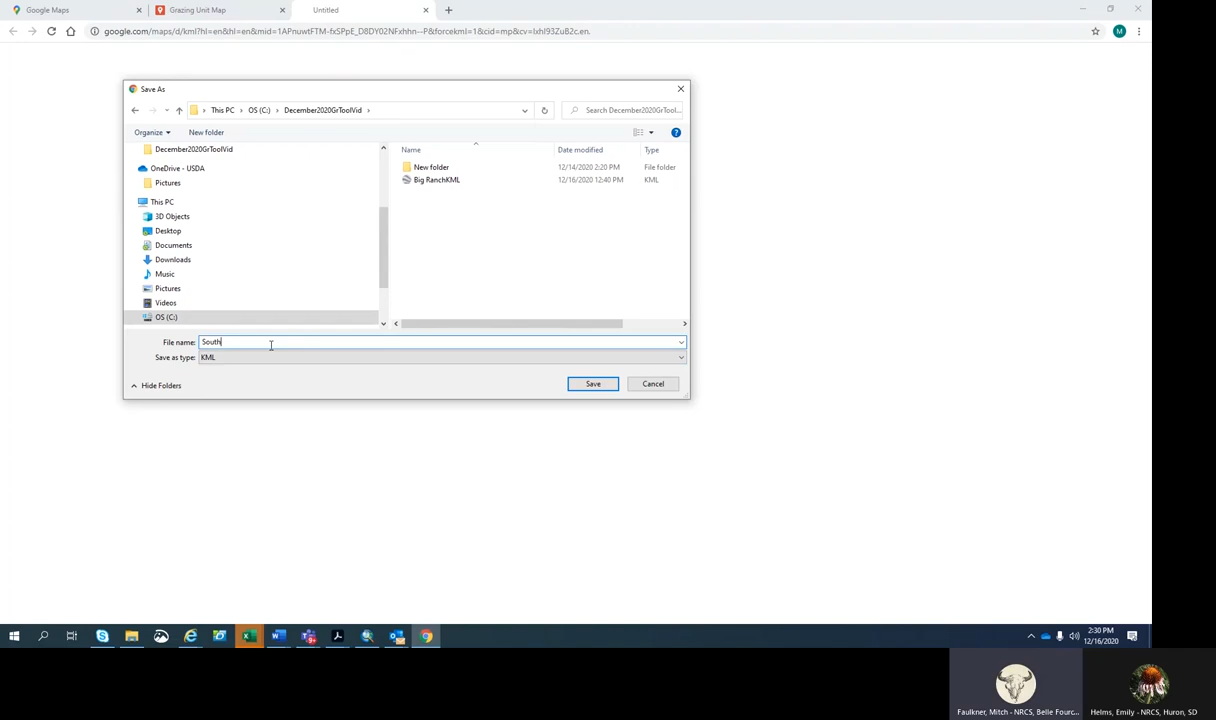 Google Maps
Grazing Unit Map
Untitled
google.com/maps/d/kml?hl=en&hl=en&mid=1APnuwtFTM-fxSPpE_D8DY02NFxhhn--P&forcekml=1&cid=mp&cv=lxhI93ZuB2c.en.
M
Save As
This PC
OS (C:)
December2020GrToolVid
Search December2020GrTool...
Organize
New folder
December2020GrToolVid
OneDrive - USDA
Pictures
This PC
3D Objects
Desktop
Documents
Downloads
Music
Pictures
Videos
OS (C:)
Name
Date modified
Type
New folder
12/14/2020 2:20 PM
File folder
Big RanchKML
12/16/2020 12:40 PM
KML
File name:
South
Save as type:
KML
Hide Folders
Save
Cancel
2:30 PM
12/16/2020
Faulkner, Mitch - NRCS, Belle Fourc...
Helms, Emily - NRCS, Huron, SD